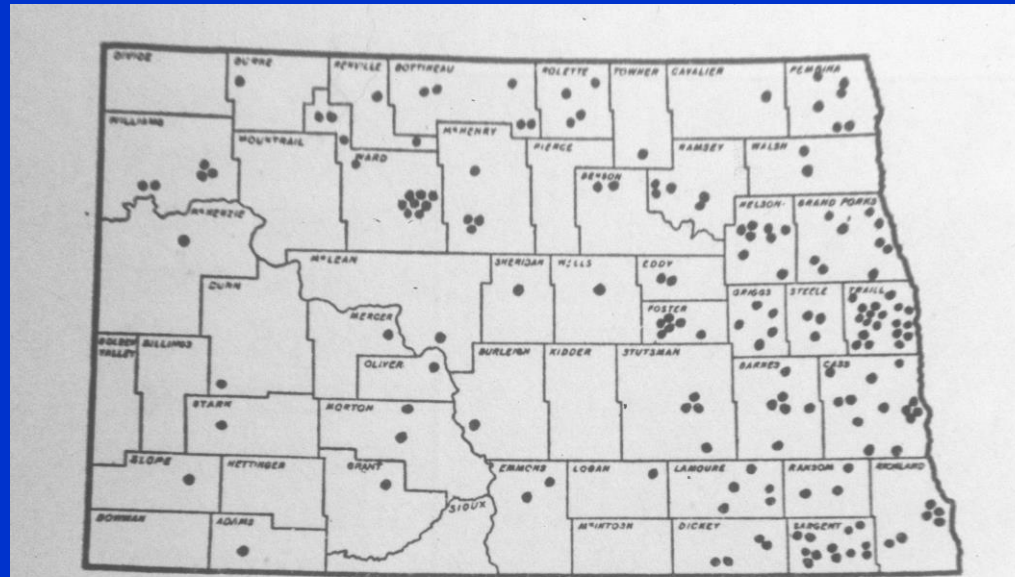 DIVIDE
BURKE
RENVILLE
BOTTINEAU
ROLETTE
TOWNER
CAVALIER
PEMBINA
WILLIAMS
MOUNTRAIL
WARD
McHENRY
PIERCE
BENSON
RAMSEY
WALSH
McKENZIE
NELSON
GRAND FORKS
McLEAN
SHERIDAN
WELLS
EDDY
DUNN
MERCER
FOSTER
GRIGGS
STEELE
TRAILL
GOLDEN
VALLEY
BILLINGS
OLIVER
BURLEIGH
KIDDER
STUTSMAN
BARNES
CASS
STARK
MORTON
SLOPE
HETTINGER
GRANT
SIOUX
EMMONS
LOGAN
LAMOURE
RANSOM
RICHLAND
BOWMAN
ADAMS
McINTOSH
DICKEY
SARGENT